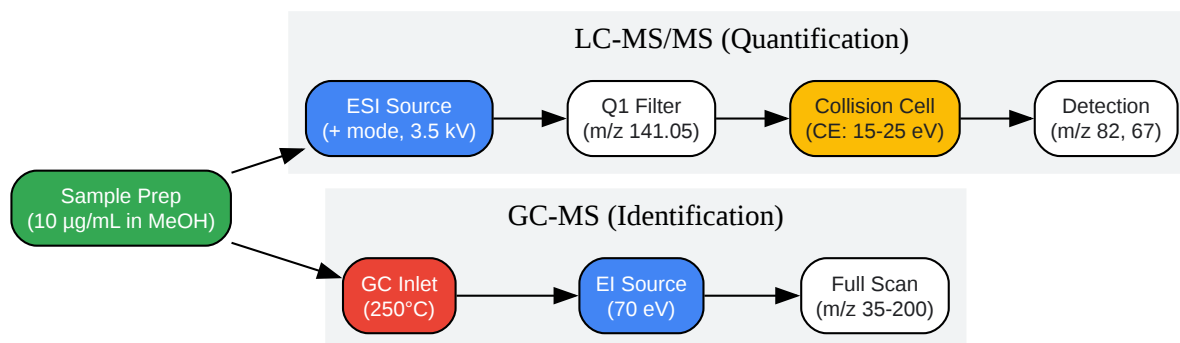 LC-MS/MS (Quantification)
ESI Source
(+ mode, 3.5 kV)
Q1 Filter
(m/z 141.05)
Collision Cell
(CE: 15-25 eV)
Detection
(m/z 82, 67)
Sample Prep
(10 µg/mL in MeOH)
GC-MS (Identification)
GC Inlet
(250°C)
EI Source
(70 eV)
Full Scan
(m/z 35-200)